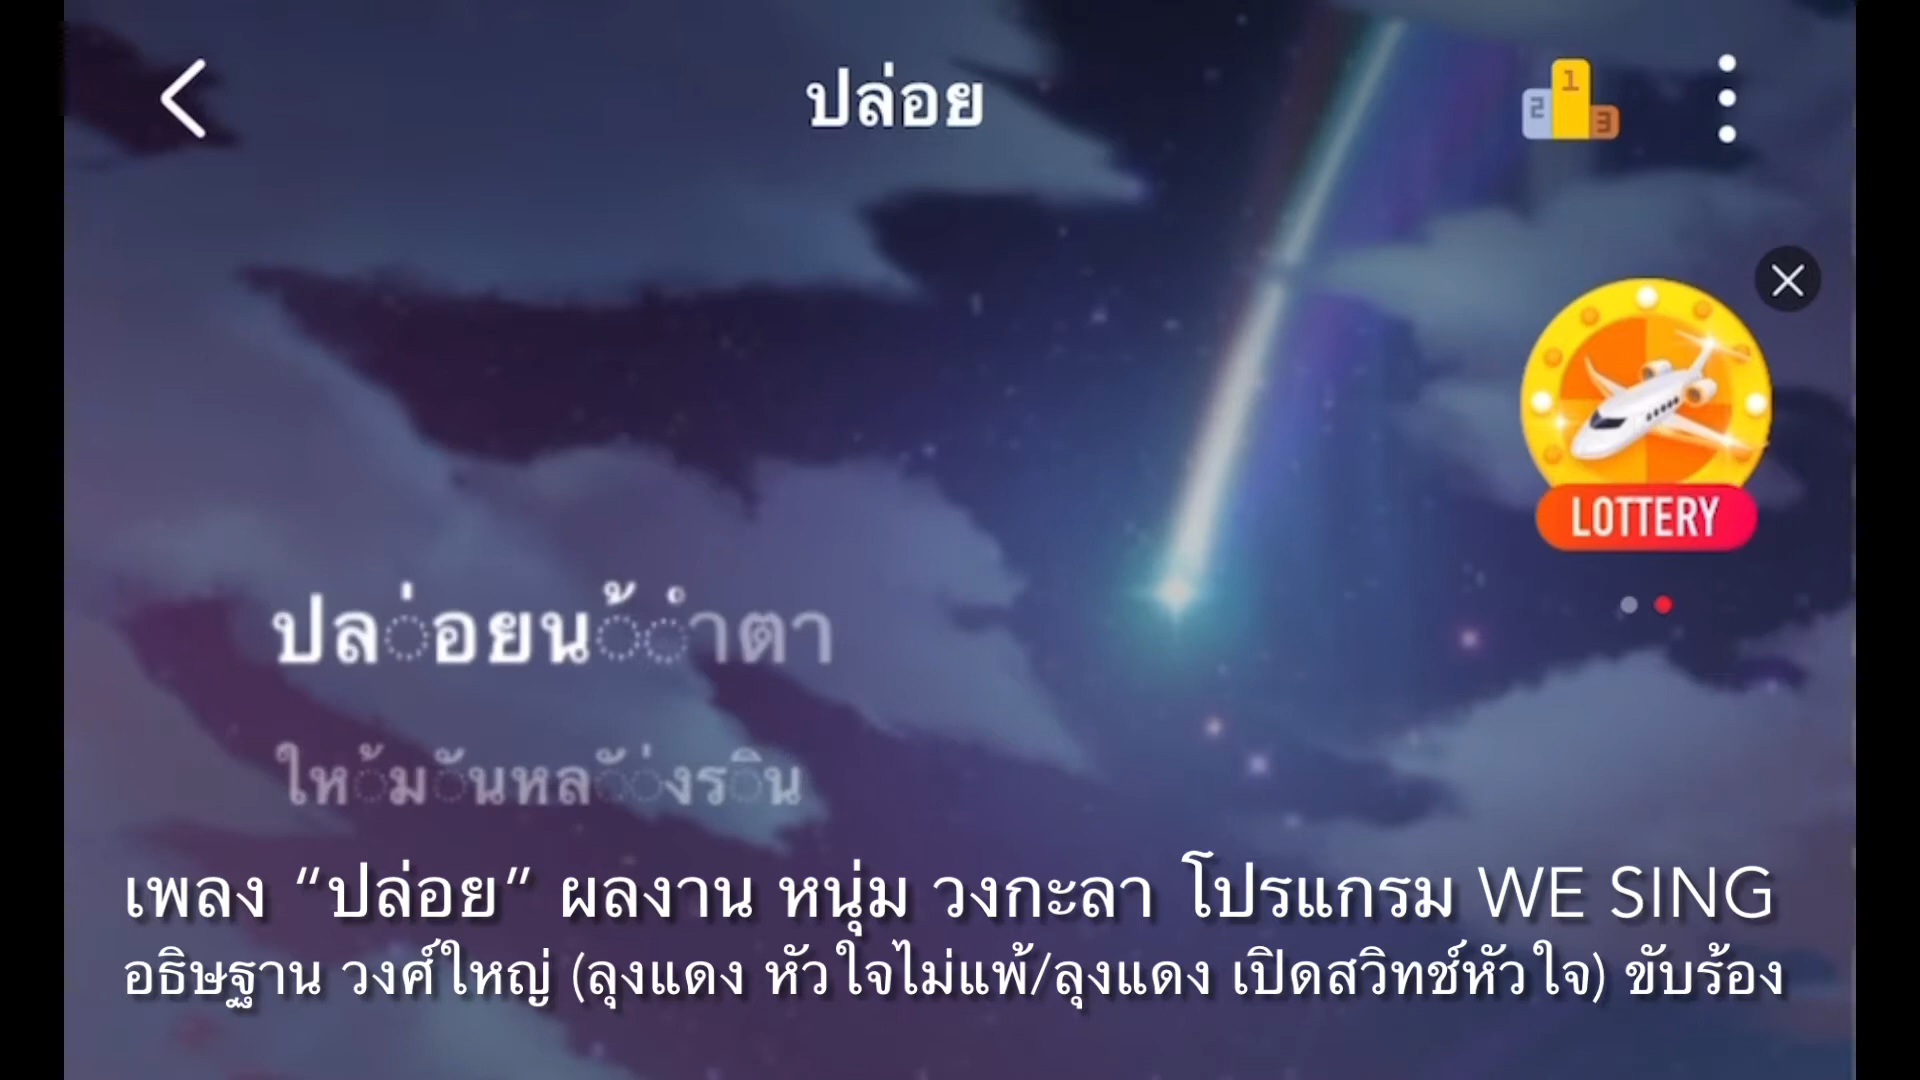 ปล่อย
2 1 3
LOTTERY
ปล่อยน้ำตา
ให้มันหลั่งริน
เพลง “ปล่อย” ผลงาน หนุ่ม วงกะลา โปรแกรม WE SING
อธิษฐาน วงศ์ใหญ่ (ลุงแดง หัวใจไม่แพ้/ลุงแดง เปิดสวิทช์หัวใจ) ขับร้อง